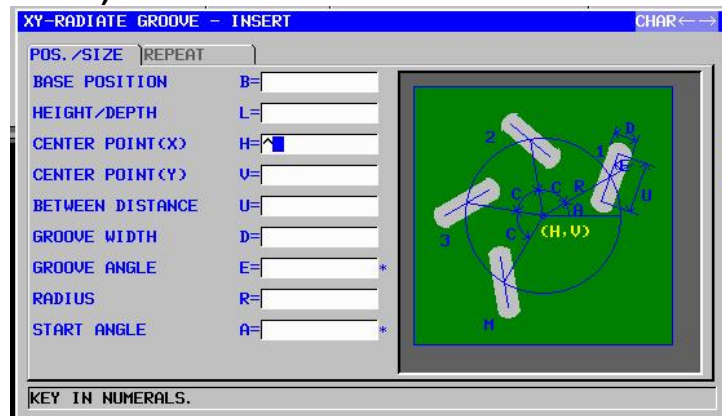 XY-RADIATE GROOVE - INSERT CHAR←→
POS./SIZE REPEAT
BASE POSITION B=
HEIGHT/DEPTH L=
CENTER POINT(X) H=^
CENTER POINT(Y) V=
BETWEEN DISTANCE U=
GROOVE WIDTH D=
GROOVE ANGLE E= *
RADIUS R=
START ANGLE A= *
D
2
1
E
C C R U
A
3 C (H,V)
M
KEY IN NUMERALS.